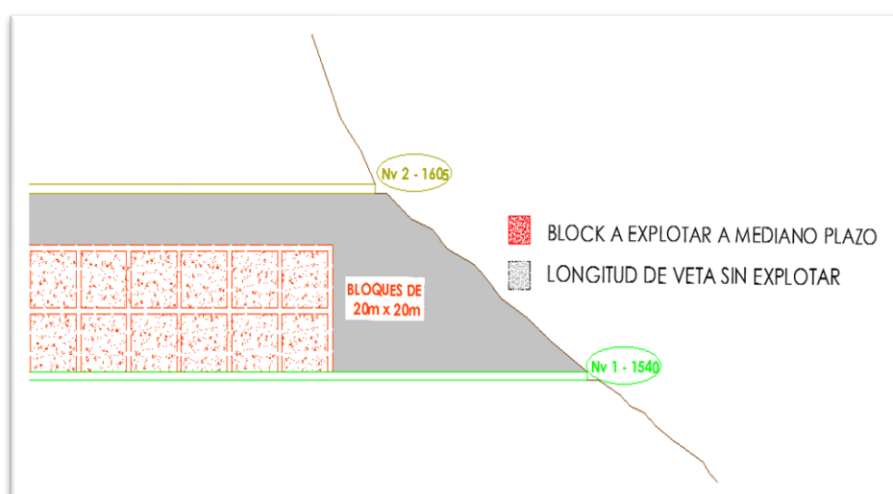 Nv 2 - 1605
BLOCK A EXPLOTAR A MEDIANO PLAZO
LONGITUD DE VETA SIN EXPLOTAR
BLOQUES DE
20m x 20m
Nv 1 - 1540